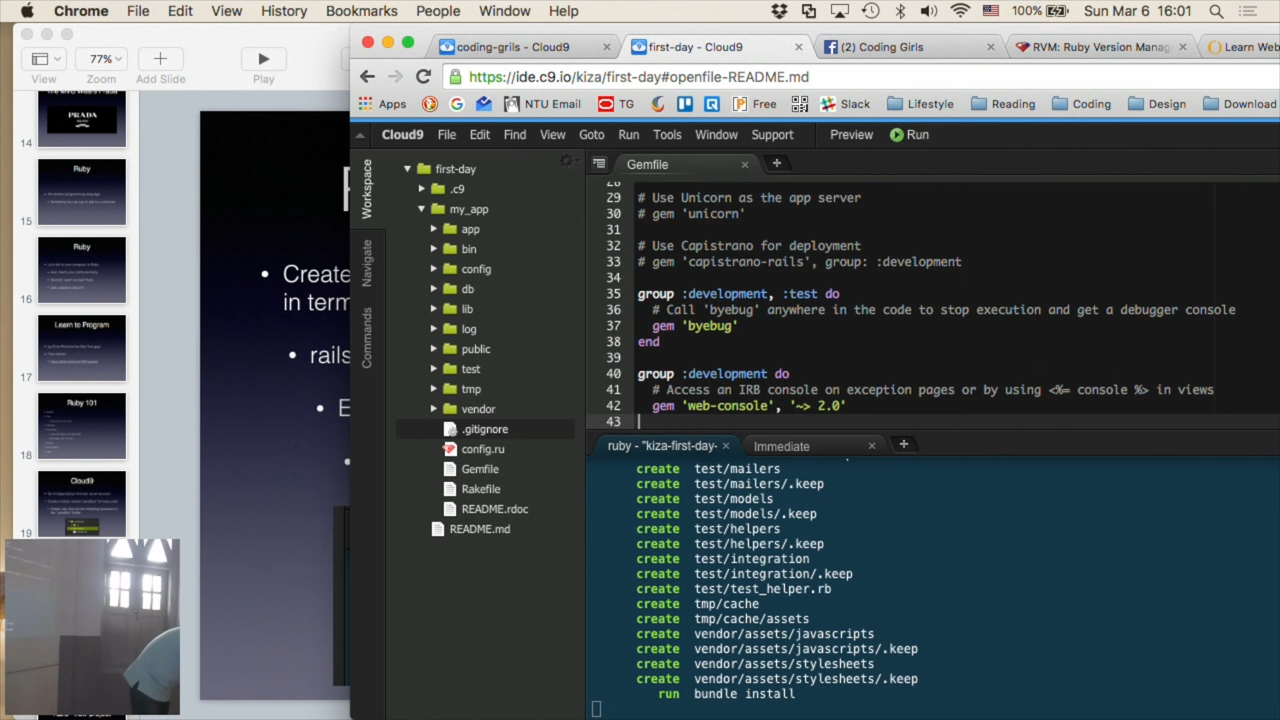 Chrome File Edit View History Bookmarks People Window Help 100% Sun Mar 6 16:01
77%
View Zoom Add Slide Play
coding-grils - Cloud9
first-day - Cloud9
(2) Coding Girls
RVM: Ruby Version Manag
Learn Web
https://ide.c9.io/kiza/first-day#openfile-README.md
Apps NTU Email TG Free Slack Lifestyle Reading Coding Design Download
Cloud9 File Edit Find View Goto Run Tools Window Support Preview Run
PRADA
14
Ruby
15
Ruby
16
Learn to Program
17
Ruby 101
18
Cloud9
19
• Create
in term
• rails
• E
Workspace
Navigate
Commands
first-day
.c9
my_app
app
bin
config
db
lib
log
public
test
tmp
vendor
.gitignore
config.ru
Gemfile
Rakefile
README.rdoc
README.md
Gemfile
28
29 # Use Unicorn as the app server
30 # gem 'unicorn'
31
32 # Use Capistrano for deployment
33 # gem 'capistrano-rails', group: :development
34
35 group :development, :test do
36 # Call 'byebug' anywhere in the code to stop execution and get a debugger console
37 gem 'byebug'
38 end
39
40 group :development do
41 # Access an IRB console on exception pages or by using <%= console %> in views
42 gem 'web-console', '~> 2.0'
43
ruby - "kiza-first-day-
Immediate
create test/mailers
create test/mailers/.keep
create test/models
create test/models/.keep
create test/helpers
create test/helpers/.keep
create test/integration
create test/integration/.keep
create test/test_helper.rb
create tmp/cache
create tmp/cache/assets
create vendor/assets/javascripts
create vendor/assets/javascripts/.keep
create vendor/assets/stylesheets
create vendor/assets/stylesheets/.keep
run bundle install